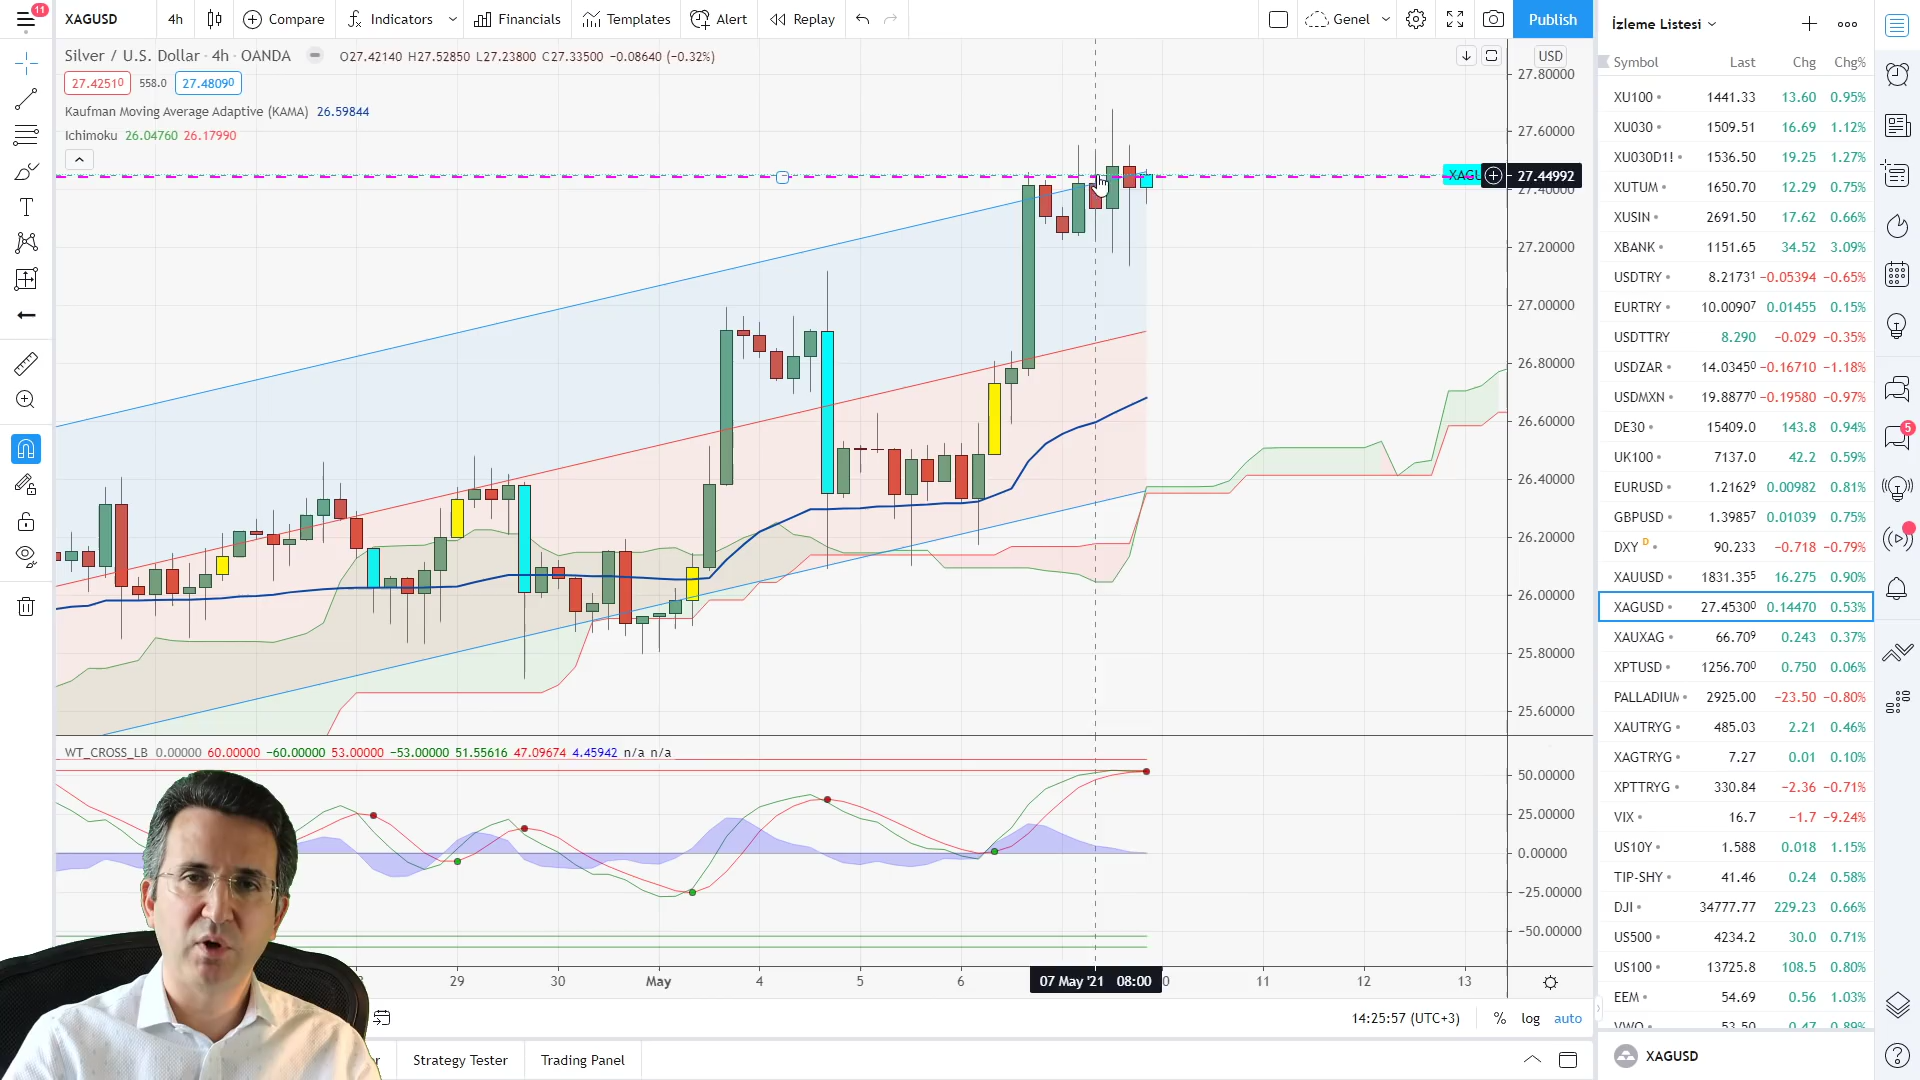 11
XAGUSD
4h
Compare
Indicators
Financials
Templates
Alert
Replay
Genel
Publish
Silver / U.S. Dollar · 4h · OANDA
O27.42140 H27.52850 L27.23800 C27.33500 −0.08640 (−0.32%)
27.42510
558.0
27.48090
Kaufman Moving Average Adaptive (KAMA) 26.59844
Ichimoku 26.04760 26.17990
USD
27.80000
27.60000
XAGU
27.44992
27.40000
27.20000
27.00000
26.80000
26.60000
26.40000
26.20000
26.00000
25.80000
25.60000
WT_CROSS_LB 0.00000 60.00000 −60.00000 53.00000 −53.00000 51.55616 47.09674 4.45942 n/a n/a
50.00000
25.00000
0.00000
−25.00000
−50.00000
29
30
May
4
5
6
07 May '21 08:00
11
12
13
14:25:57 (UTC+3)
%
log
auto
Strategy Tester
Trading Panel
İzleme Listesi
Symbol Last Chg Chg%
XU100 1441.33 13.60 0.95%
XU030 1509.51 16.69 1.12%
XU030D1! 1536.50 19.25 1.27%
XUTUM 1650.70 12.29 0.75%
XUSIN 2691.50 17.62 0.66%
XBANK 1151.65 34.52 3.09%
USDTRY 8.21731 −0.05394 −0.65%
EURTRY 10.00907 0.01455 0.15%
USDTTRY 8.290 −0.029 −0.35%
USDZAR 14.03450 −0.16710 −1.18%
USDMXN 19.88770 −0.19580 −0.97%
DE30 15409.0 143.8 0.94%
UK100 7137.0 42.2 0.59%
EURUSD 1.21629 0.00982 0.81%
GBPUSD 1.39857 0.01039 0.75%
DXY D 90.233 −0.718 −0.79%
XAUUSD 1831.355 16.275 0.90%
XAGUSD 27.45300 0.14470 0.53%
XAUXAG 66.709 0.243 0.37%
XPTUSD 1256.700 0.750 0.06%
PALLADIUM 2925.00 −23.50 −0.80%
XAUTRYG 485.03 2.21 0.46%
XAGTRYG 7.27 0.01 0.10%
XPTTRYG 330.84 −2.36 −0.71%
VIX 16.7 −1.7 −9.24%
US10Y 1.588 0.018 1.15%
TIP-SHY 41.46 0.24 0.58%
DJI 34777.77 229.23 0.66%
US500 4234.2 30.0 0.71%
US100 13725.8 108.5 0.80%
EEM 54.69 0.56 1.03%
VWO 53.50 0.47 0.89%
XAGUSD
5